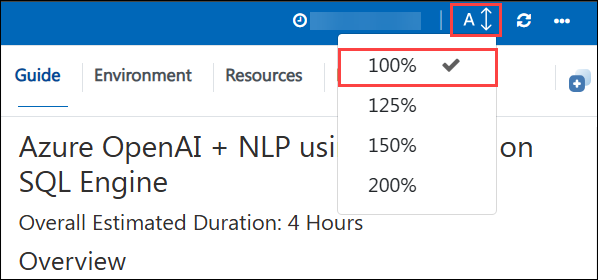 A
100%
Guide Environment Resources
125%
150%
200%
Azure OpenAI + NLP usi on
SQL Engine
Overall Estimated Duration: 4 Hours
Overview